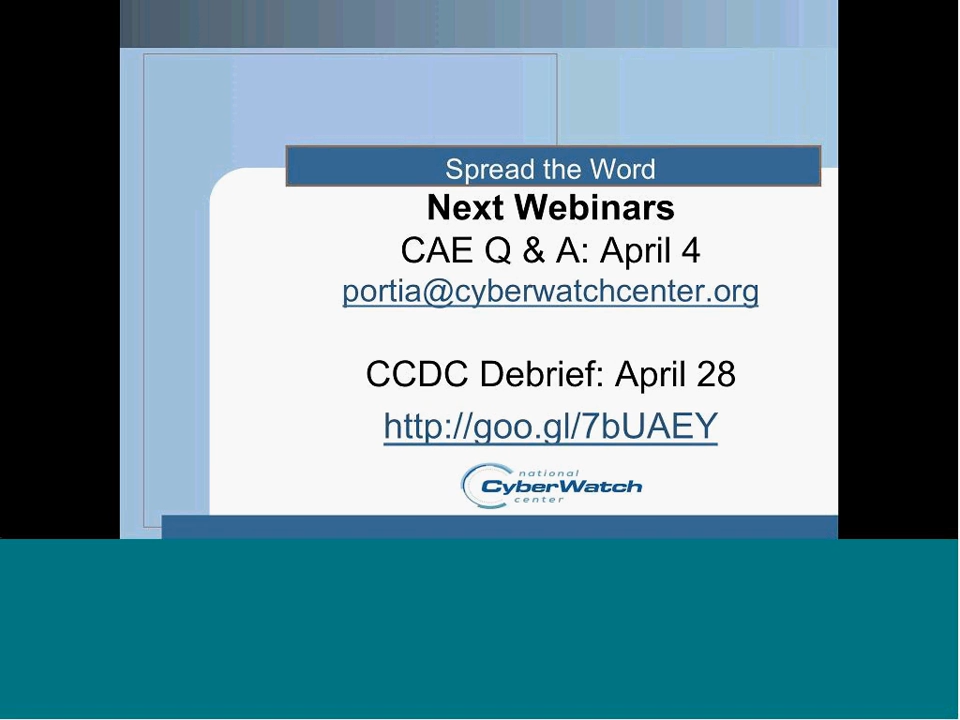 Spread the Word
Next Webinars
CAE Q & A: April 4
portia@cyberwatchcenter.org
CCDC Debrief: April 28
http://goo.gl/7bUAEY
national
CyberWatch
center